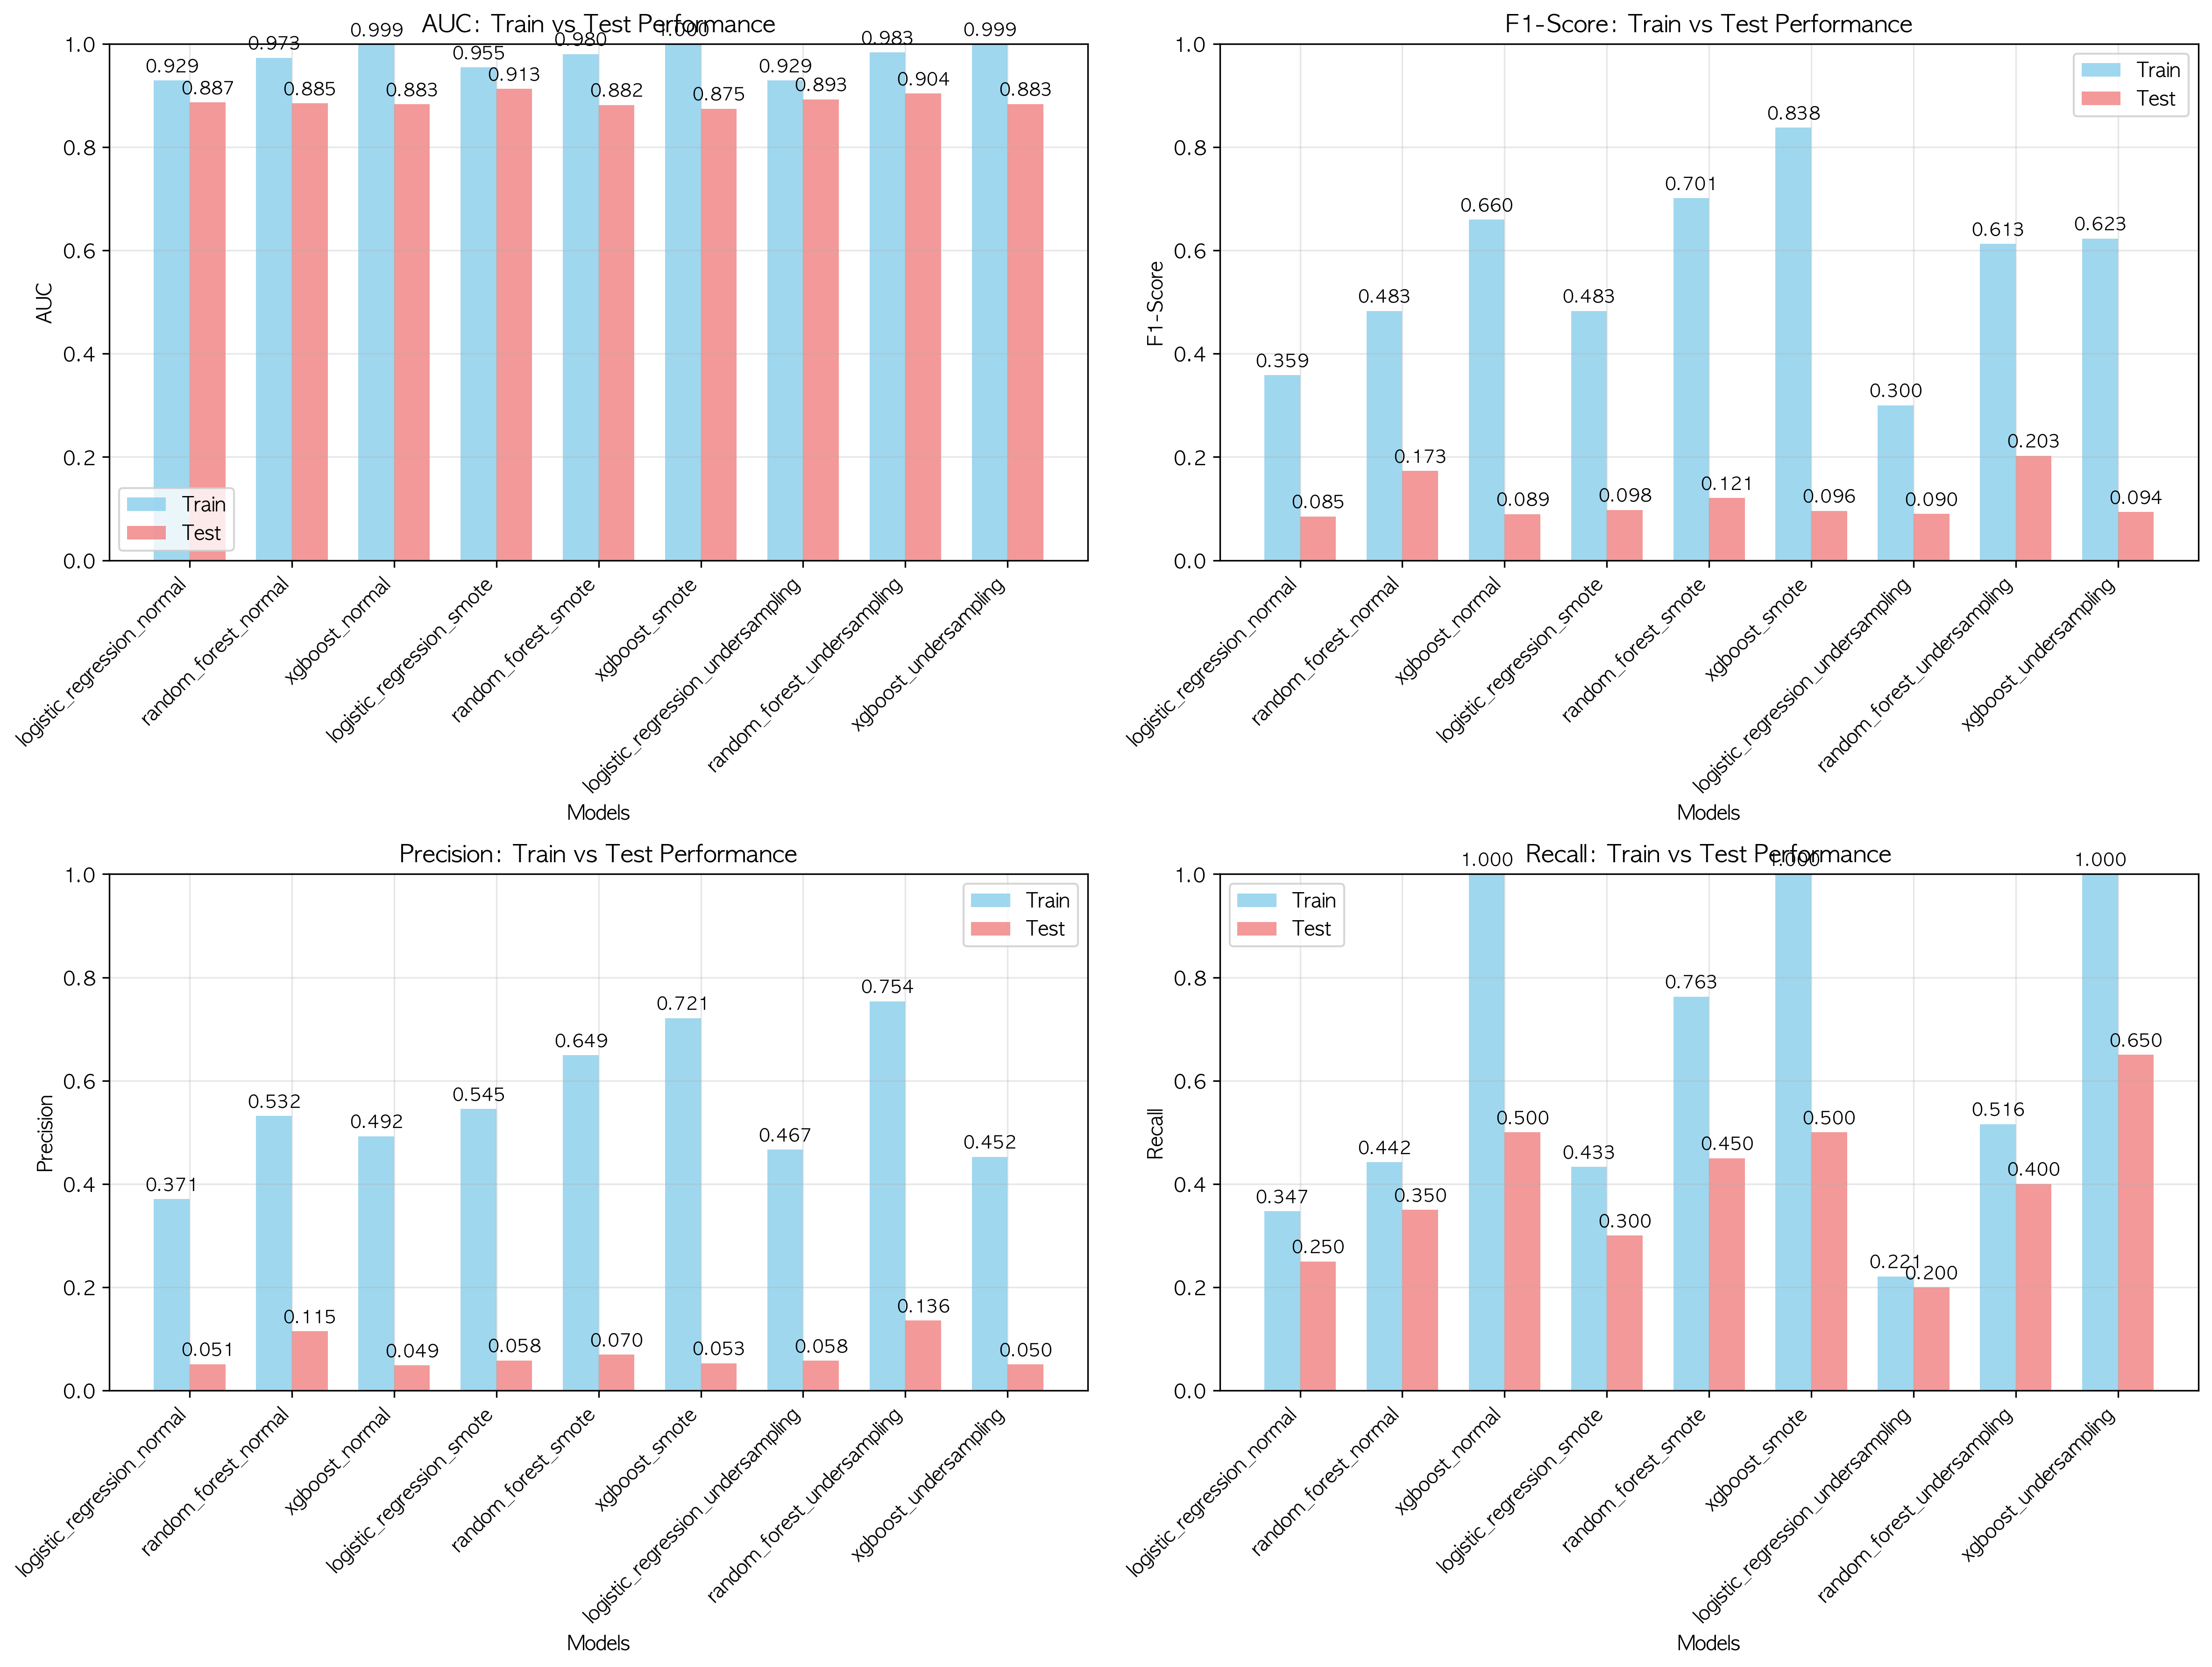 AUC: Train vs Test Performance
AUC
1.0
0.8
0.6
0.4
0.2
0.0
0.929
0.887
0.973
0.885
0.999
0.883
0.955
0.913
0.980
0.882
1.000
0.875
0.929
0.893
0.983
0.904
0.999
0.883
Train
Test
logistic_regression_normal
random_forest_normal
xgboost_normal
logistic_regression_smote
random_forest_smote
xgboost_smote
logistic_regression_undersampling
random_forest_undersampling
xgboost_undersampling
Models
F1-Score: Train vs Test Performance
F1-Score
1.0
0.8
0.6
0.4
0.2
0.0
0.359
0.085
0.483
0.173
0.660
0.089
0.483
0.098
0.701
0.121
0.838
0.096
0.300
0.090
0.613
0.203
0.623
0.094
Train
Test
logistic_regression_normal
random_forest_normal
xgboost_normal
logistic_regression_smote
random_forest_smote
xgboost_smote
logistic_regression_undersampling
random_forest_undersampling
xgboost_undersampling
Models
Precision: Train vs Test Performance
Precision
1.0
0.8
0.6
0.4
0.2
0.0
0.371
0.051
0.532
0.115
0.492
0.049
0.545
0.058
0.649
0.070
0.721
0.053
0.467
0.058
0.754
0.136
0.452
0.050
Train
Test
logistic_regression_normal
random_forest_normal
xgboost_normal
logistic_regression_smote
random_forest_smote
xgboost_smote
logistic_regression_undersampling
random_forest_undersampling
xgboost_undersampling
Models
Recall: Train vs Test Performance
Recall
1.0
0.8
0.6
0.4
0.2
0.0
0.347
0.250
0.442
0.350
1.000
0.500
0.433
0.300
0.763
0.450
1.000
0.500
0.221
0.200
0.516
0.400
1.000
0.650
Train
Test
logistic_regression_normal
random_forest_normal
xgboost_normal
logistic_regression_smote
random_forest_smote
xgboost_smote
logistic_regression_undersampling
random_forest_undersampling
xgboost_undersampling
Models